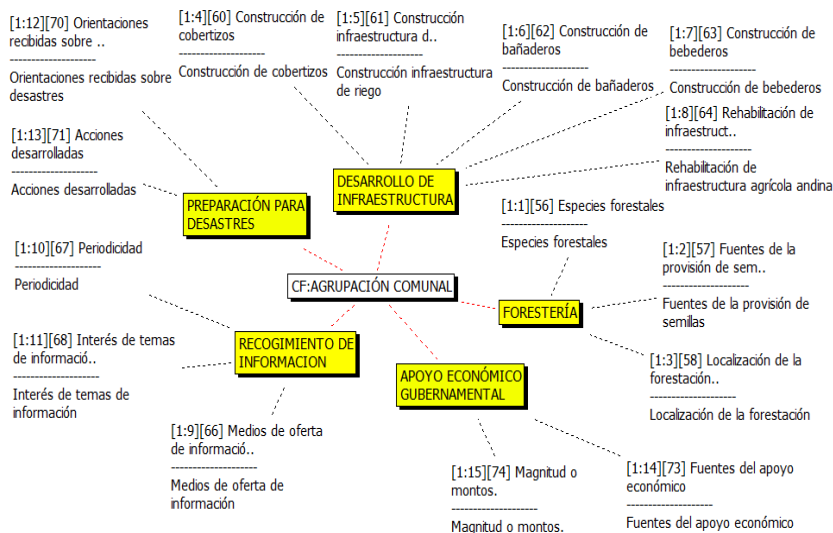 [1:12][70] Orientaciones
recibidas sobre ..
--------------------
Orientaciones recibidas sobre
desastres
[1:4][60] Construcción de
cobertizos
--------------------
Construcción de cobertizos
[1:5][61] Construcción
infraestructura d..
--------------------
Construcción infraestructura
de riego
[1:6][62] Construcción de
bañaderos
--------------------
Construcción de bañaderos
[1:7][63] Construcción de
bebederos
--------------------
Construcción de bebederos
[1:8][64] Rehabilitación de
infraestruct..
--------------------
Rehabilitación de
infraestructura agrícola andina
[1:13][71] Acciones
desarrolladas
--------------------
Acciones desarrolladas
PREPARACIÓN PARA
DESASTRES
DESARROLLO DE
INFRAESTRUCTURA
[1:1][56] Especies forestales
--------------------
Especies forestales
[1:10][67] Periodicidad
--------------------
Periodicidad
CF:AGRUPACIÓN COMUNAL
FORESTERÍA
[1:2][57] Fuentes de la
provisión de sem..
--------------------
Fuentes de la provisión de
semillas
[1:11][68] Interés de temas
de informació..
--------------------
Interés de temas de
información
RECOGIMIENTO DE
INFORMACION
APOYO ECONÓMICO
GUBERNAMENTAL
[1:3][58] Localización de la
forestación..
--------------------
Localización de la forestación
[1:9][66] Medios de oferta
de informació..
--------------------
Medios de oferta de
información
[1:15][74] Magnitud o
montos.
--------------------
Magnitud o montos.
[1:14][73] Fuentes del apoyo
económico
--------------------
Fuentes del apoyo económico